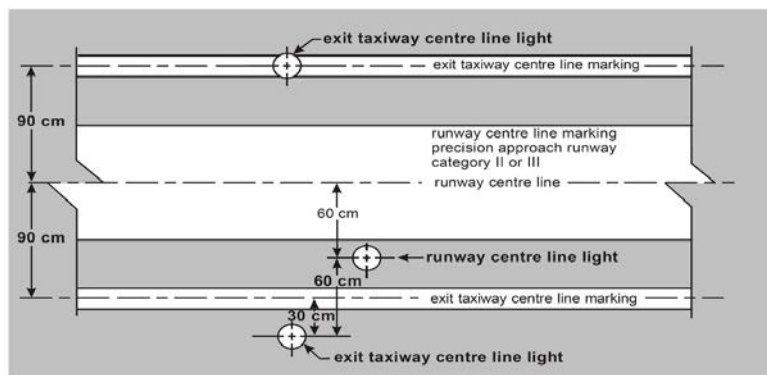 exit taxiway centre line light
exit taxiway centre line marking
90 cm
runway centre line marking
precision approach runway
category II or III
runway centre line
60 cm
90 cm
runway centre line light
60 cm
exit taxiway centre line marking
30 cm
exit taxiway centre line light